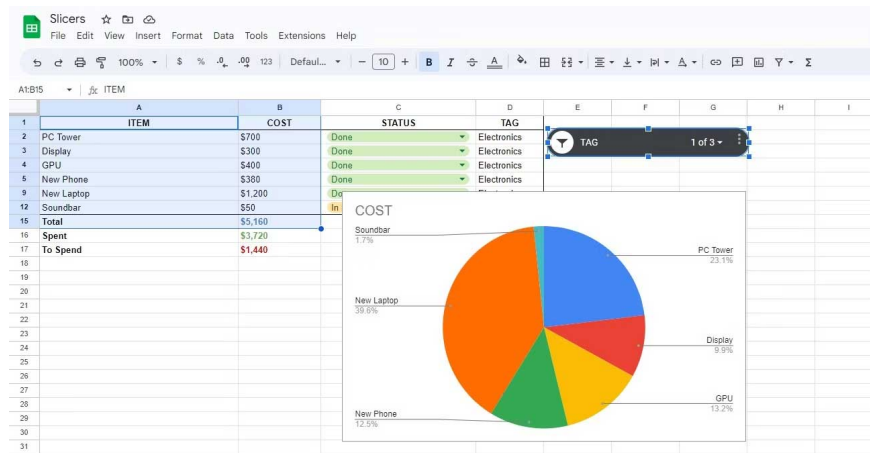 Slicers
File Edit View Insert Format Data Tools Extensions Help
100% $ % .0 .00 123 Defaul... − 10 + B I A
A1:B15 fx ITEM
A B C D E F G H I
1 ITEM COST STATUS TAG
2 PC Tower $700 Done Electronics
3 Display $300 Done Electronics
4 GPU $400 Done Electronics
5 New Phone $380 Done Electronics
9 New Laptop $1,200
12 Soundbar $50 In
15 Total $5,160
16 Spent $3,720
17 To Spend $1,440
18
19
20
21
22
23
24
25
26
27
28
29
30
31
TAG 1 of 3
COST
Soundbar
1.7%
PC Tower
23.1%
New Laptop
39.6%
Display
9.9%
GPU
13.2%
New Phone
12.5%